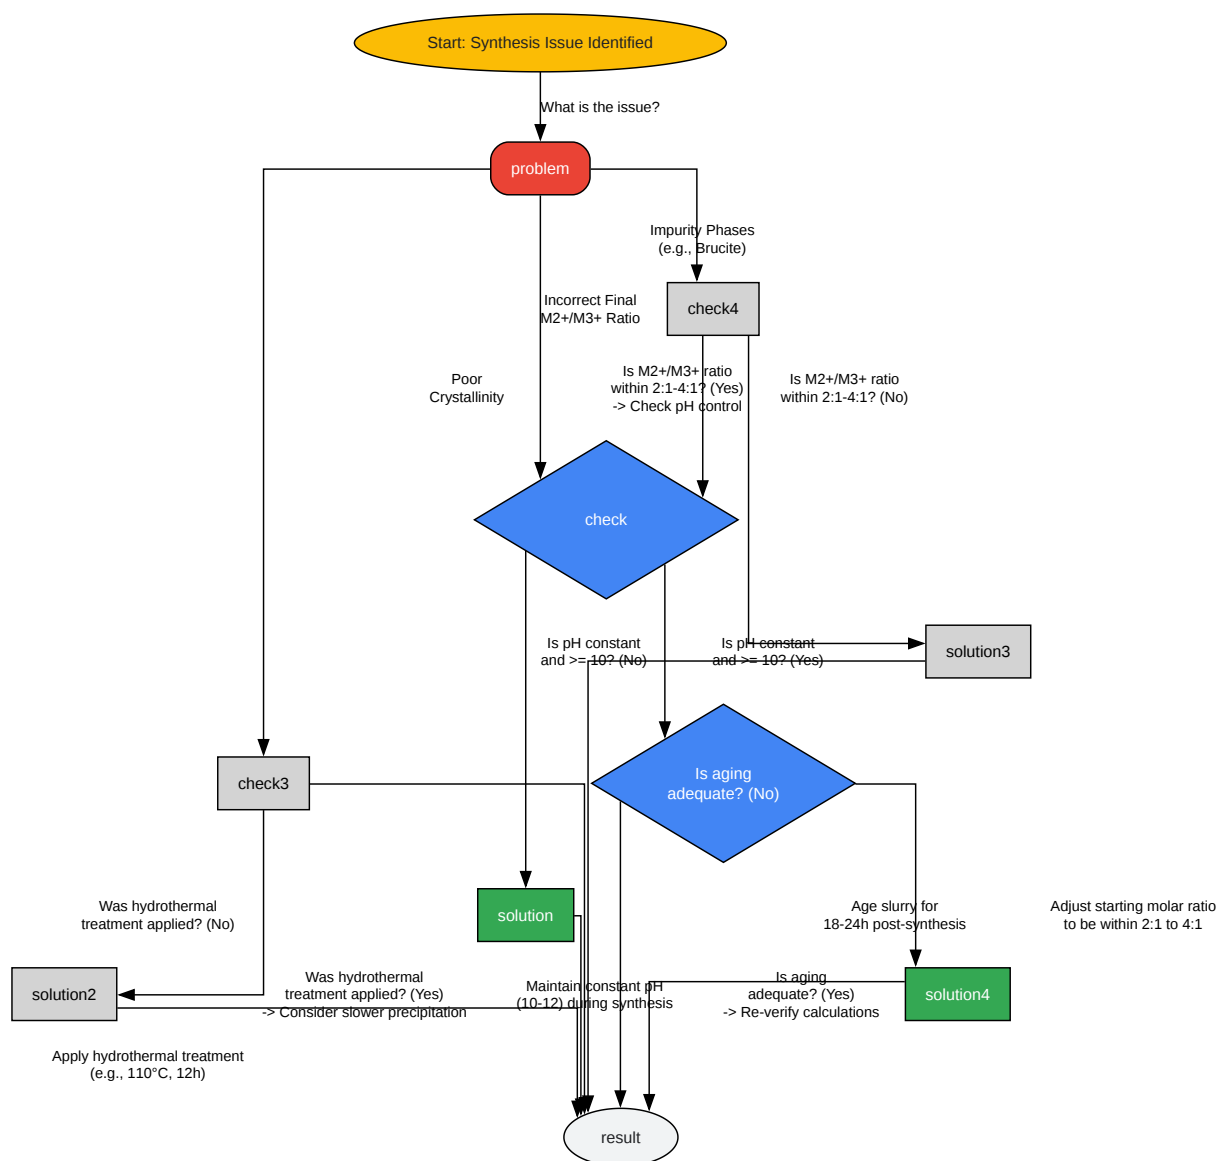 Start: Synthesis Issue Identified
What is the issue?
problem
Impurity Phases
(e.g., Brucite)
Incorrect Final
M2+/M3+ Ratio
check4
Poor
Crystallinity
Is M2+/M3+ ratio
within 2:1-4:1? (Yes)
-> Check pH control
Is M2+/M3+ ratio
within 2:1-4:1? (No)
check
Is pH constant
and >= 10? (No)
Is pH constant
and >= 10? (Yes)
solution3
check3
Is aging
adequate? (No)
Was hydrothermal
treatment applied? (No)
solution
Age slurry for
18-24h post-synthesis
Adjust starting molar ratio
to be within 2:1 to 4:1
solution2
Was hydrothermal
treatment applied? (Yes)
-> Consider slower precipitation
Maintain constant pH
(10-12) during synthesis
Is aging
adequate? (Yes)
-> Re-verify calculations
solution4
Apply hydrothermal treatment
(e.g., 110°C, 12h)
result